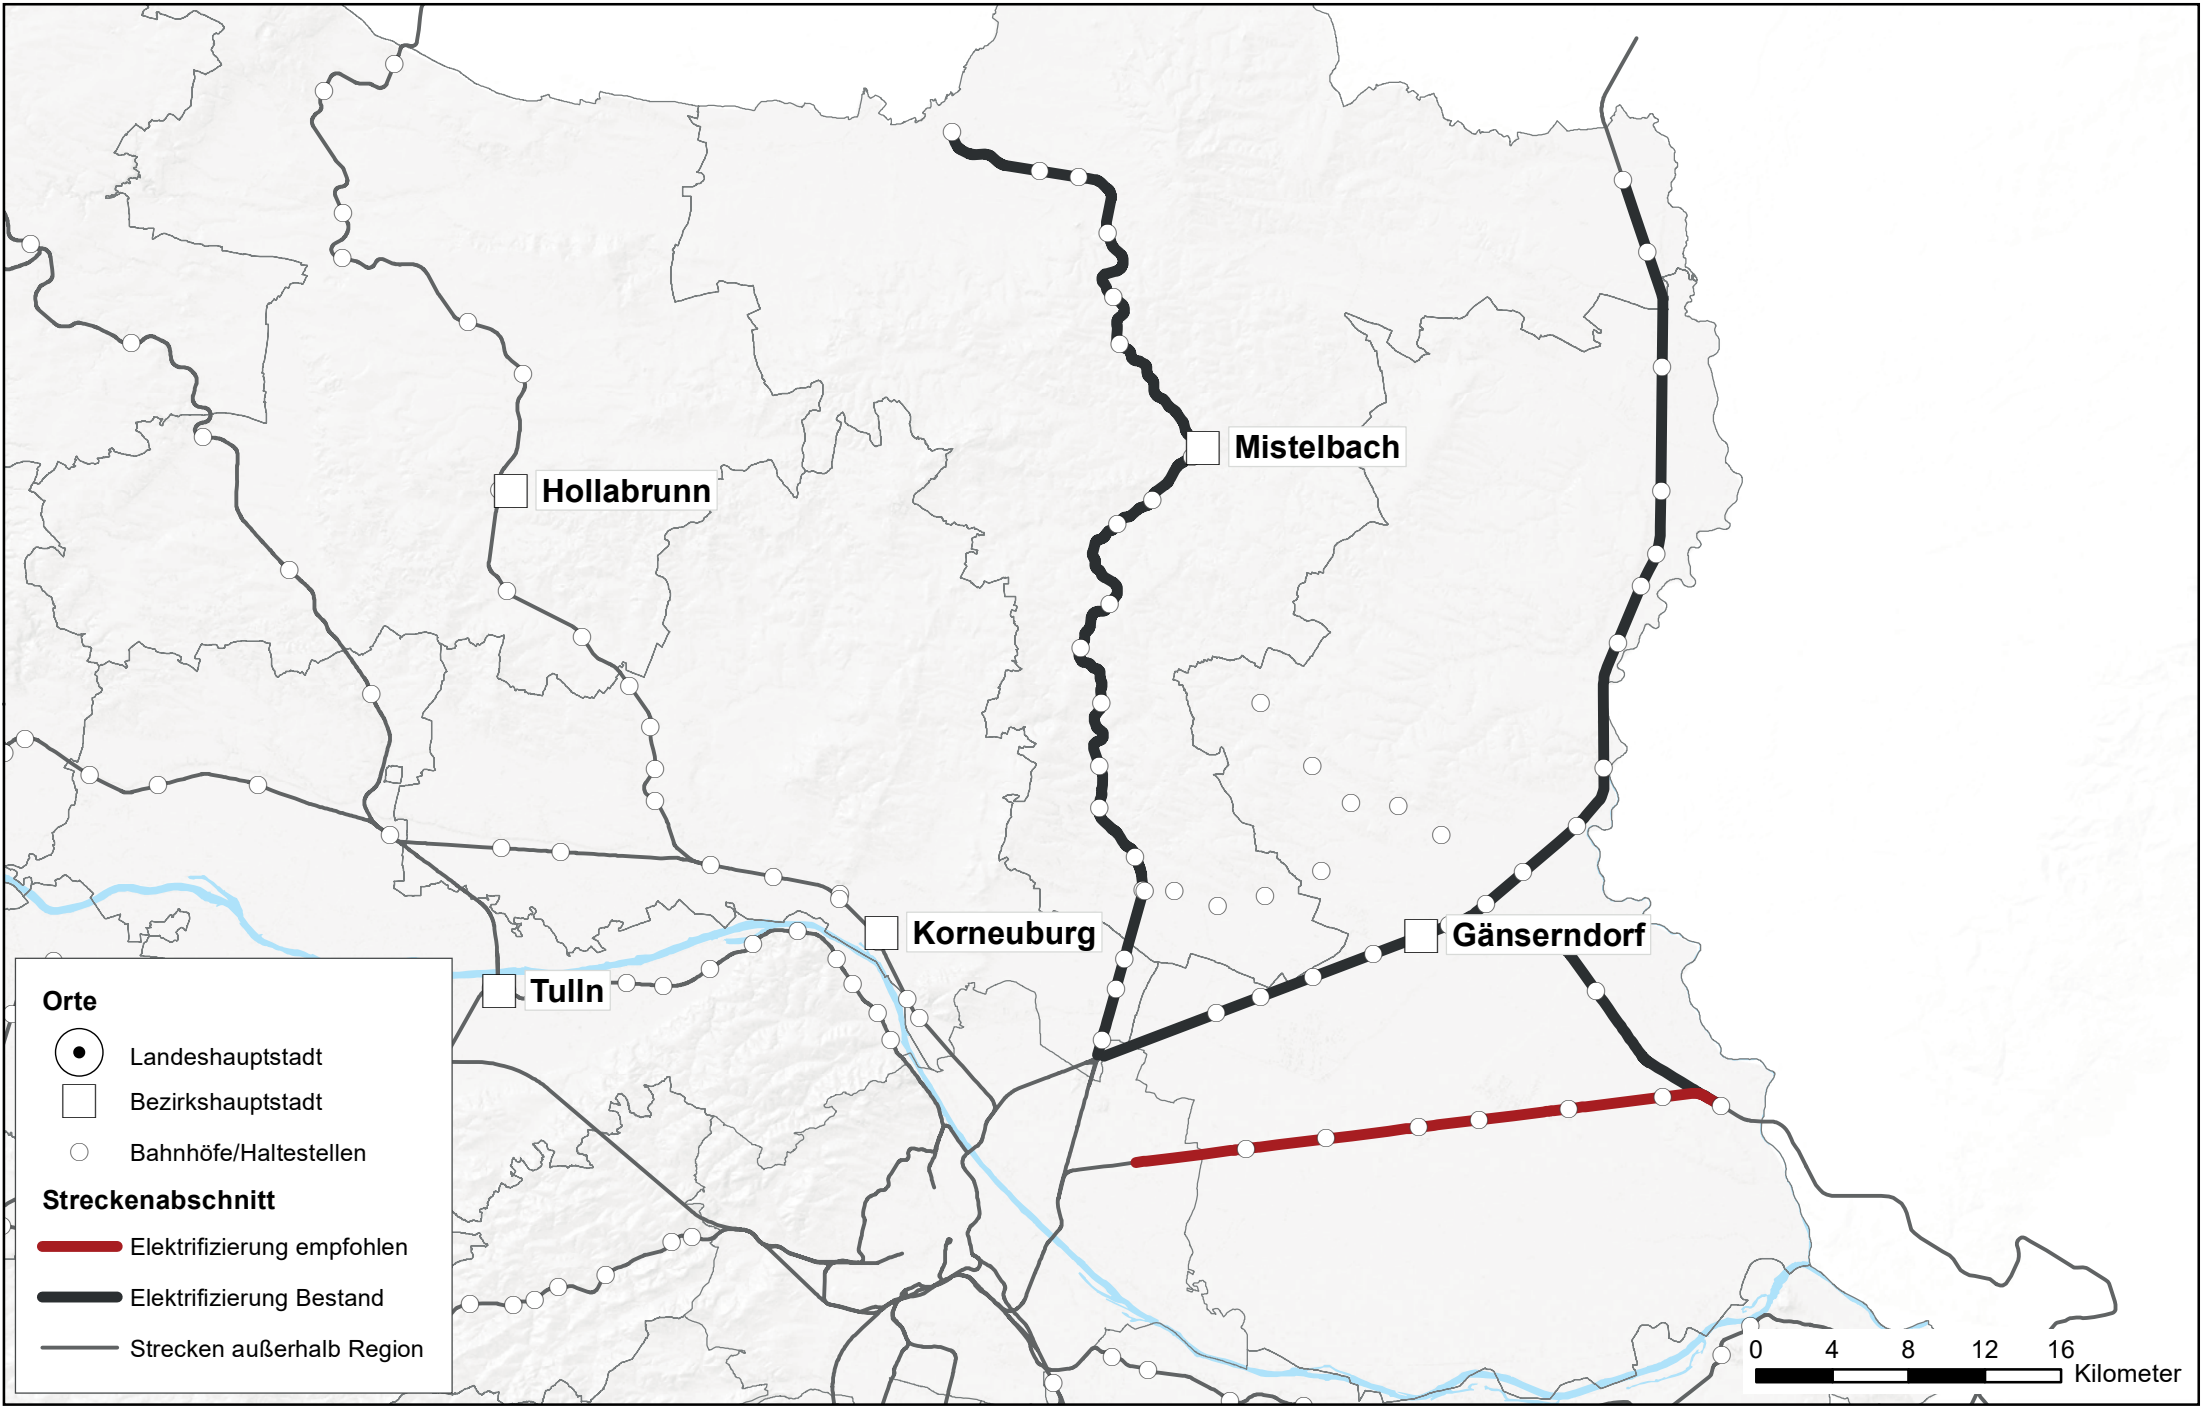 Mistelbach
Hollabrunn
Korneuburg
Gänserndorf
Tulln
Orte
Landeshauptstadt
Bezirkshauptstadt
Bahnhöfe/Haltestellen
Streckenabschnitt
Elektrifizierung empfohlen
Elektrifizierung Bestand
Strecken außerhalb Region
0 4 8 12 16
Kilometer